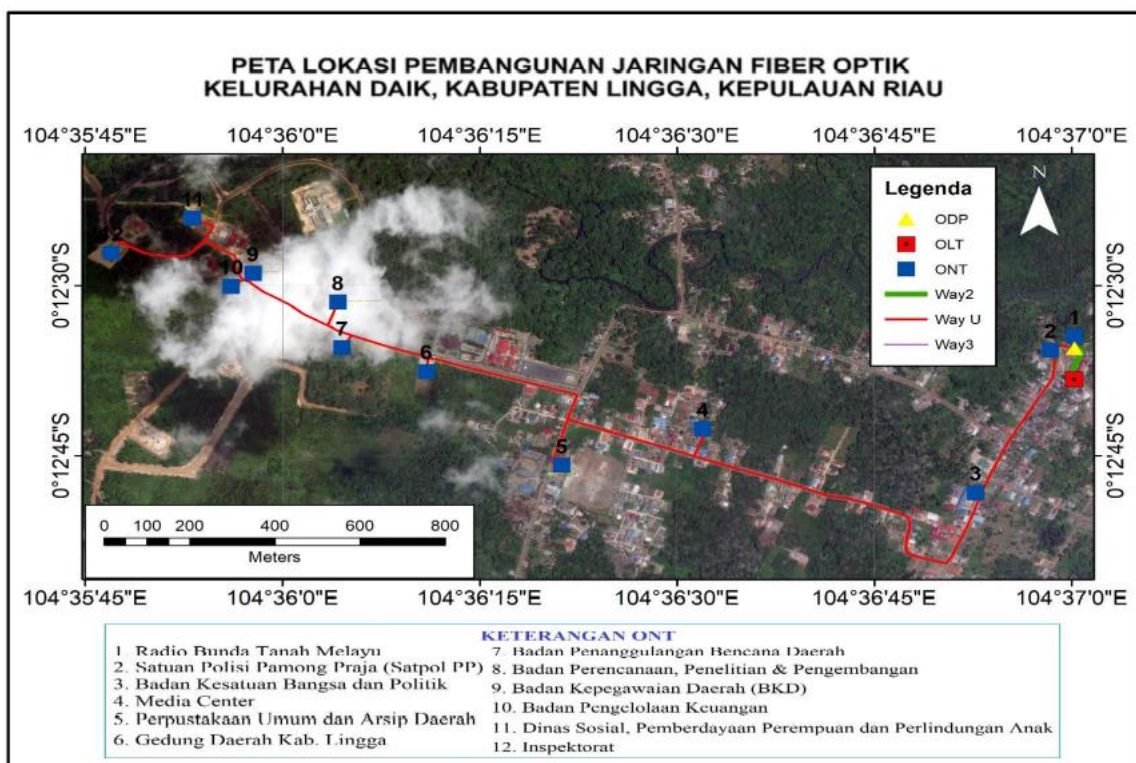 PETA LOKASI PEMBANGUNAN JARINGAN FIBER OPTIK
KELURAHAN DAIK, KABUPATEN LINGGA, KEPULAUAN RIAU
104°35'45"E 104°36'0"E 104°36'15"E 104°36'30"E 104°36'45"E 104°37'0"E
N
Legenda
ODP
OLT
ONT
Way2
Way U
Way3
11
2
9
10
8
7
6
5
4
3
2
1
0°12'30"S 0°12'30"S
0°12'45"S 0°12'45"S
0 100 200 400 600 800
Meters
104°35'45"E 104°36'0"E 104°36'15"E 104°36'30"E 104°36'45"E 104°37'0"E
KETERANGAN ONT
1. Radio Bunda Tanah Melayu
2. Satuan Polisi Pamong Praja (Satpol PP)
3. Badan Kesatuan Bangsa dan Politik
4. Media Center
5. Perpustakaan Umum dan Arsip Daerah
6. Gedung Daerah Kab. Lingga
7. Badan Penanggulangan Bencana Daerah
8. Badan Perencanaan, Penelitian & Pengembangan
9. Badan Kepegawaian Daerah (BKD)
10. Badan Pengelolaan Keuangan
11. Dinas Sosial, Pemberdayaan Perempuan dan Perlindungan Anak
12. Inspektorat